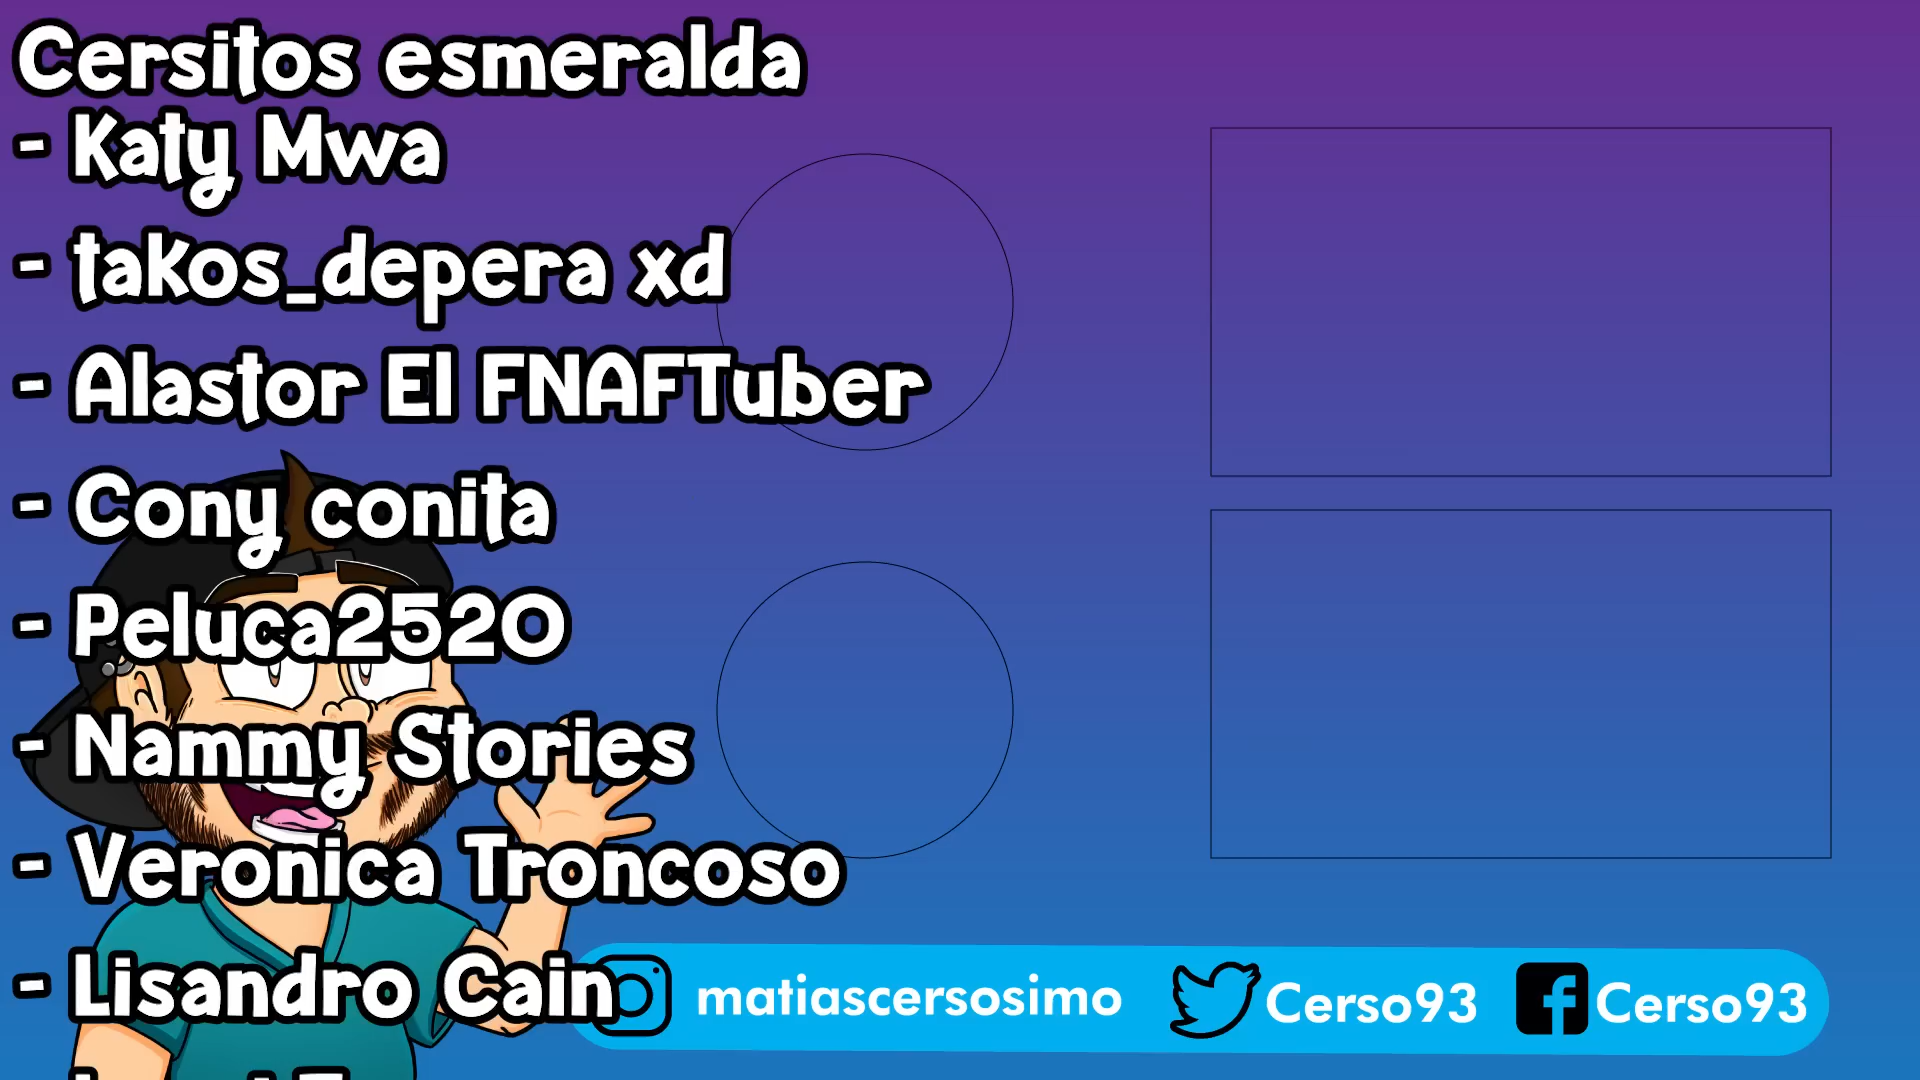 Cersitos esmeralda
- Katy Mwa
- takos_depera xd
- Alastor El FNAFTuber
- Cony conita
- Peluca2520
- Nammy Stories
- Veronica Troncoso
- Lisandro Cain
matiascersosimo Cerso93 Cerso93